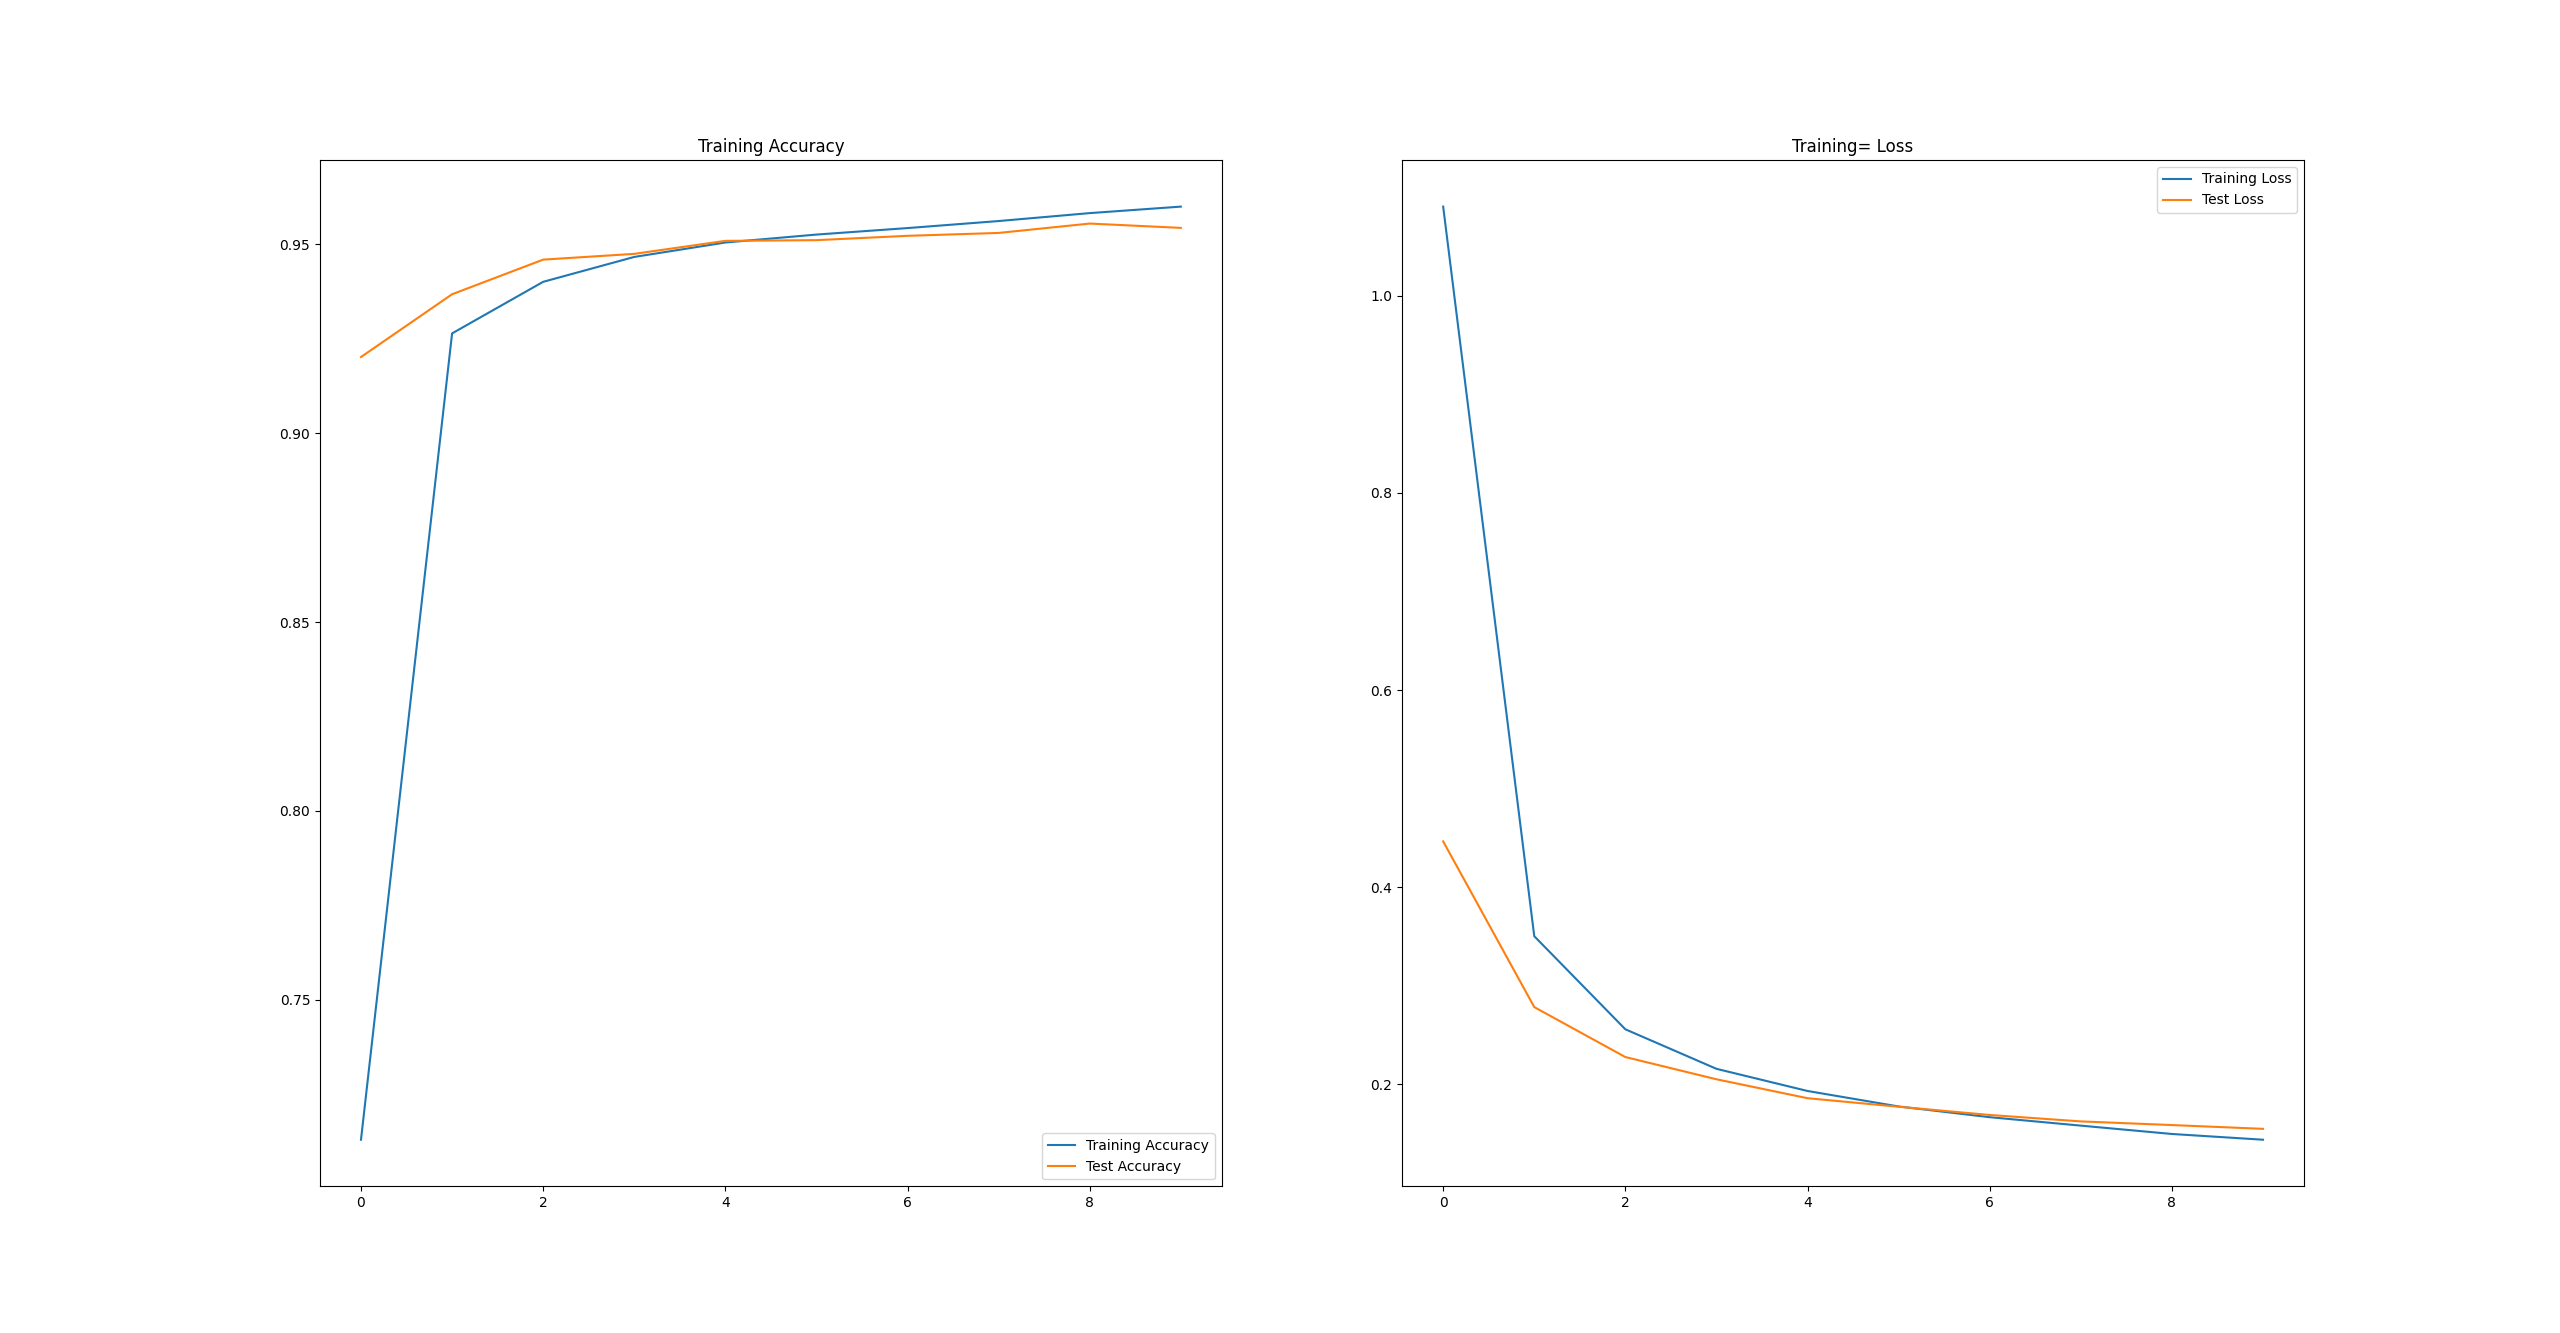 Training Accuracy
0.95
0.90
0.85
0.80
0.75
Training Accuracy
Test Accuracy
0 2 4 6 8
Training= Loss
Training Loss
Test Loss
1.0
0.8
0.6
0.4
0.2
0 2 4 6 8